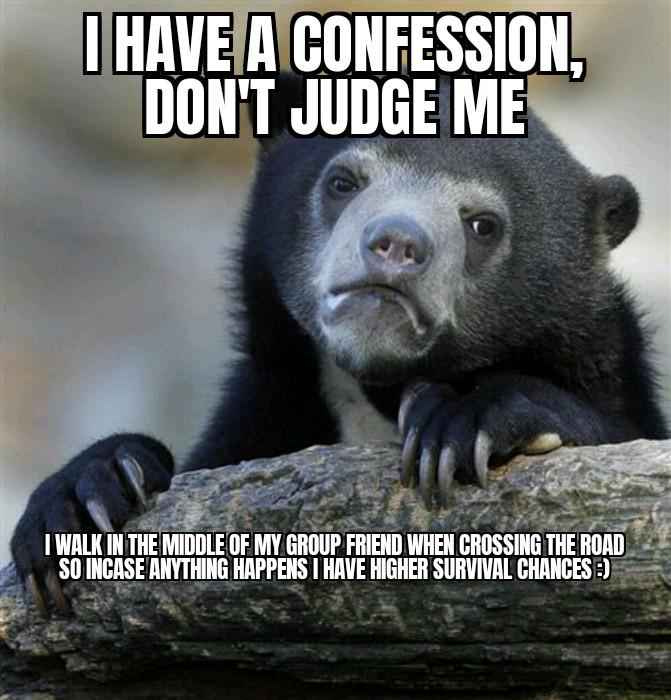 I HAVE A CONFESSION,
DON'T JUDGE ME
I WALK IN THE MIDDLE OF MY GROUP FRIEND WHEN CROSSING THE ROAD
SO INCASE ANYTHING HAPPENS I HAVE HIGHER SURVIVAL CHANCES :)